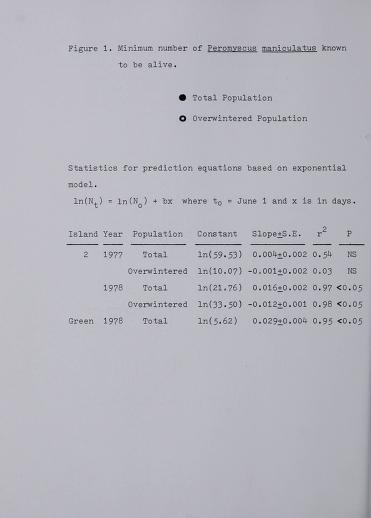 Figure 1. Minimum number of Peromyscus maniculatus known
to be alive.
● Total Population
○ Overwintered Population
Statistics for prediction equations based on exponential
model.
ln(Nt) = ln(No) + bx where to = June 1 and x is in days.
Island Year Population Constant Slope±S.E. r2 P
2 1977 Total ln(59.53) 0.004±0.002 0.54 NS
Overwintered ln(10.07) -0.001±0.002 0.03 NS
1978 Total ln(21.76) 0.016±0.002 0.97 <0.05
Overwintered ln(33.50) -0.012±0.001 0.98 <0.05
Green 1978 Total ln(5.62) 0.029±0.004 0.95 <0.05